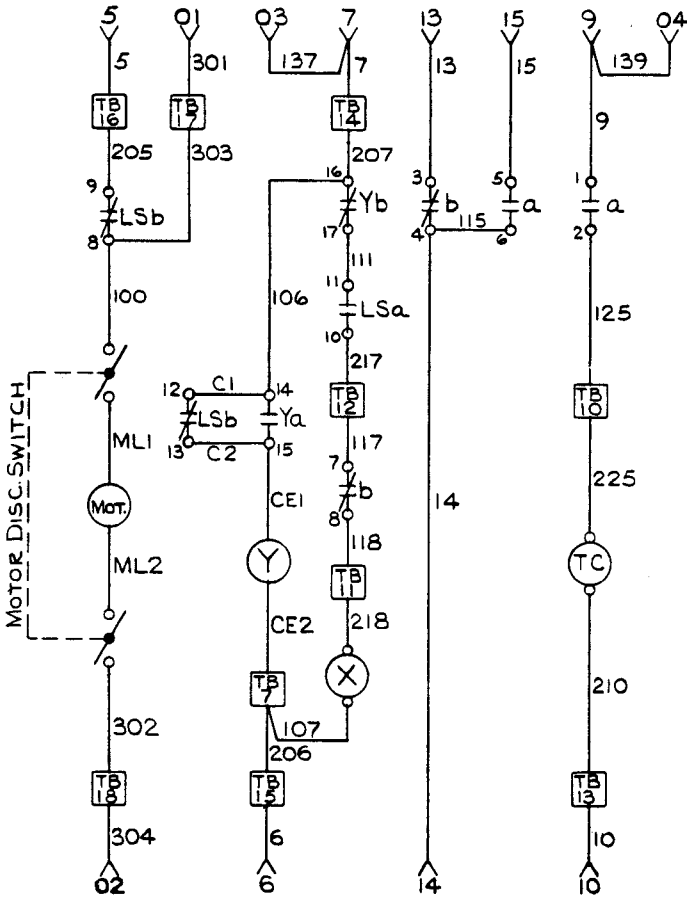 5 01 03 7 13 15 9 04
5 301 137 7 13 15 139
TB 16 TB 17 TB 14 9
205 303 207
9 16 3 5 1
LSb Yb b a a
8 17 4 115 6 2
111
11
100 106 LSa 125
10
217
12 C1 14 TB 12 TB 10
LSb Ya
13 C2 15 117
ML1 7 225
b
MOT. CE1 8 14
118
ML2 Y TB 11 TC
MOTOR DISC. SWITCH
CE2 218
X
TB 7 210
302 107
206
TB 18 TB 15 TB 13
304 6 10
02 6 14 10